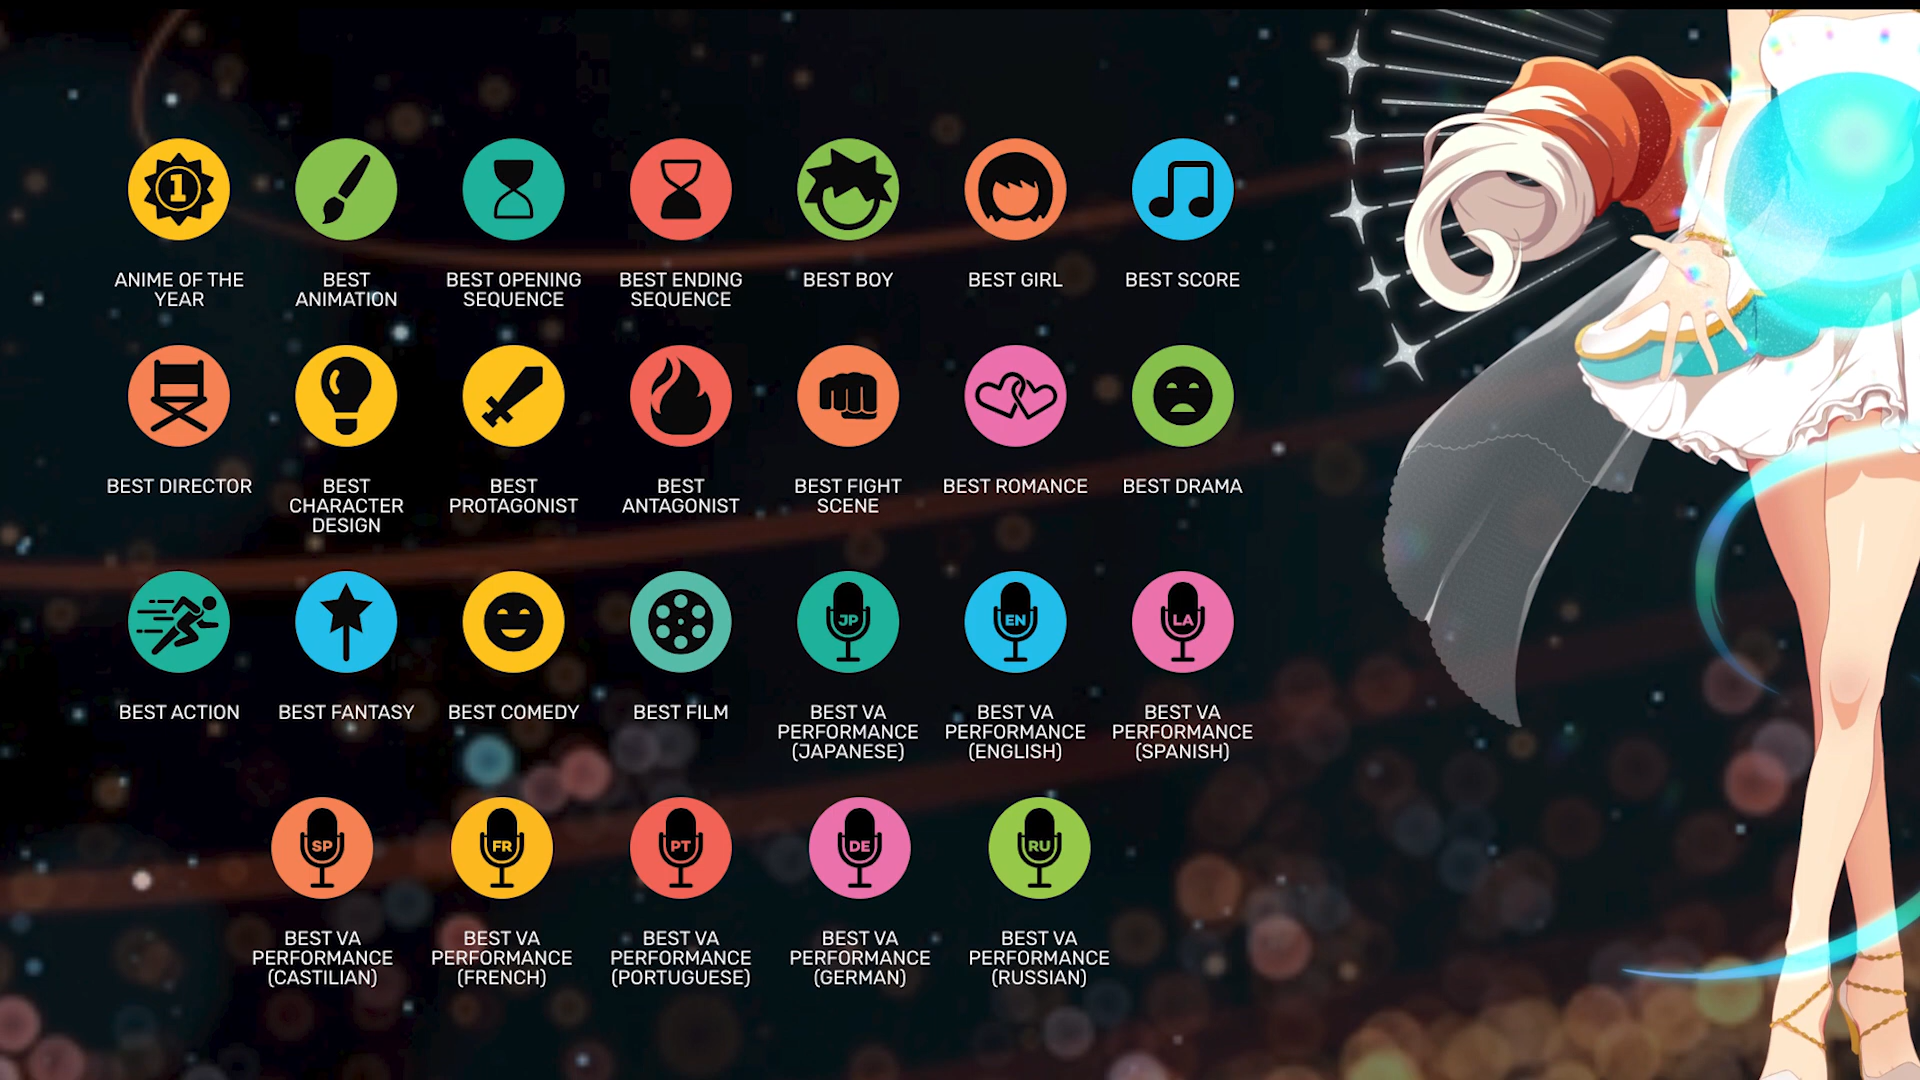 1
ANIME OF THE
YEAR
BEST
ANIMATION
BEST OPENING
SEQUENCE
BEST ENDING
SEQUENCE
BEST BOY
BEST GIRL
BEST SCORE
BEST DIRECTOR
BEST
CHARACTER
DESIGN
BEST
PROTAGONIST
BEST
ANTAGONIST
BEST FIGHT
SCENE
BEST ROMANCE
BEST DRAMA
BEST ACTION
BEST FANTASY
BEST COMEDY
BEST FILM
JP
BEST VA
PERFORMANCE
(JAPANESE)
EN
BEST VA
PERFORMANCE
(ENGLISH)
LA
BEST VA
PERFORMANCE
(SPANISH)
SP
BEST VA
PERFORMANCE
(CASTILIAN)
FR
BEST VA
PERFORMANCE
(FRENCH)
PT
BEST VA
PERFORMANCE
(PORTUGUESE)
DE
BEST VA
PERFORMANCE
(GERMAN)
RU
BEST VA
PERFORMANCE
(RUSSIAN)